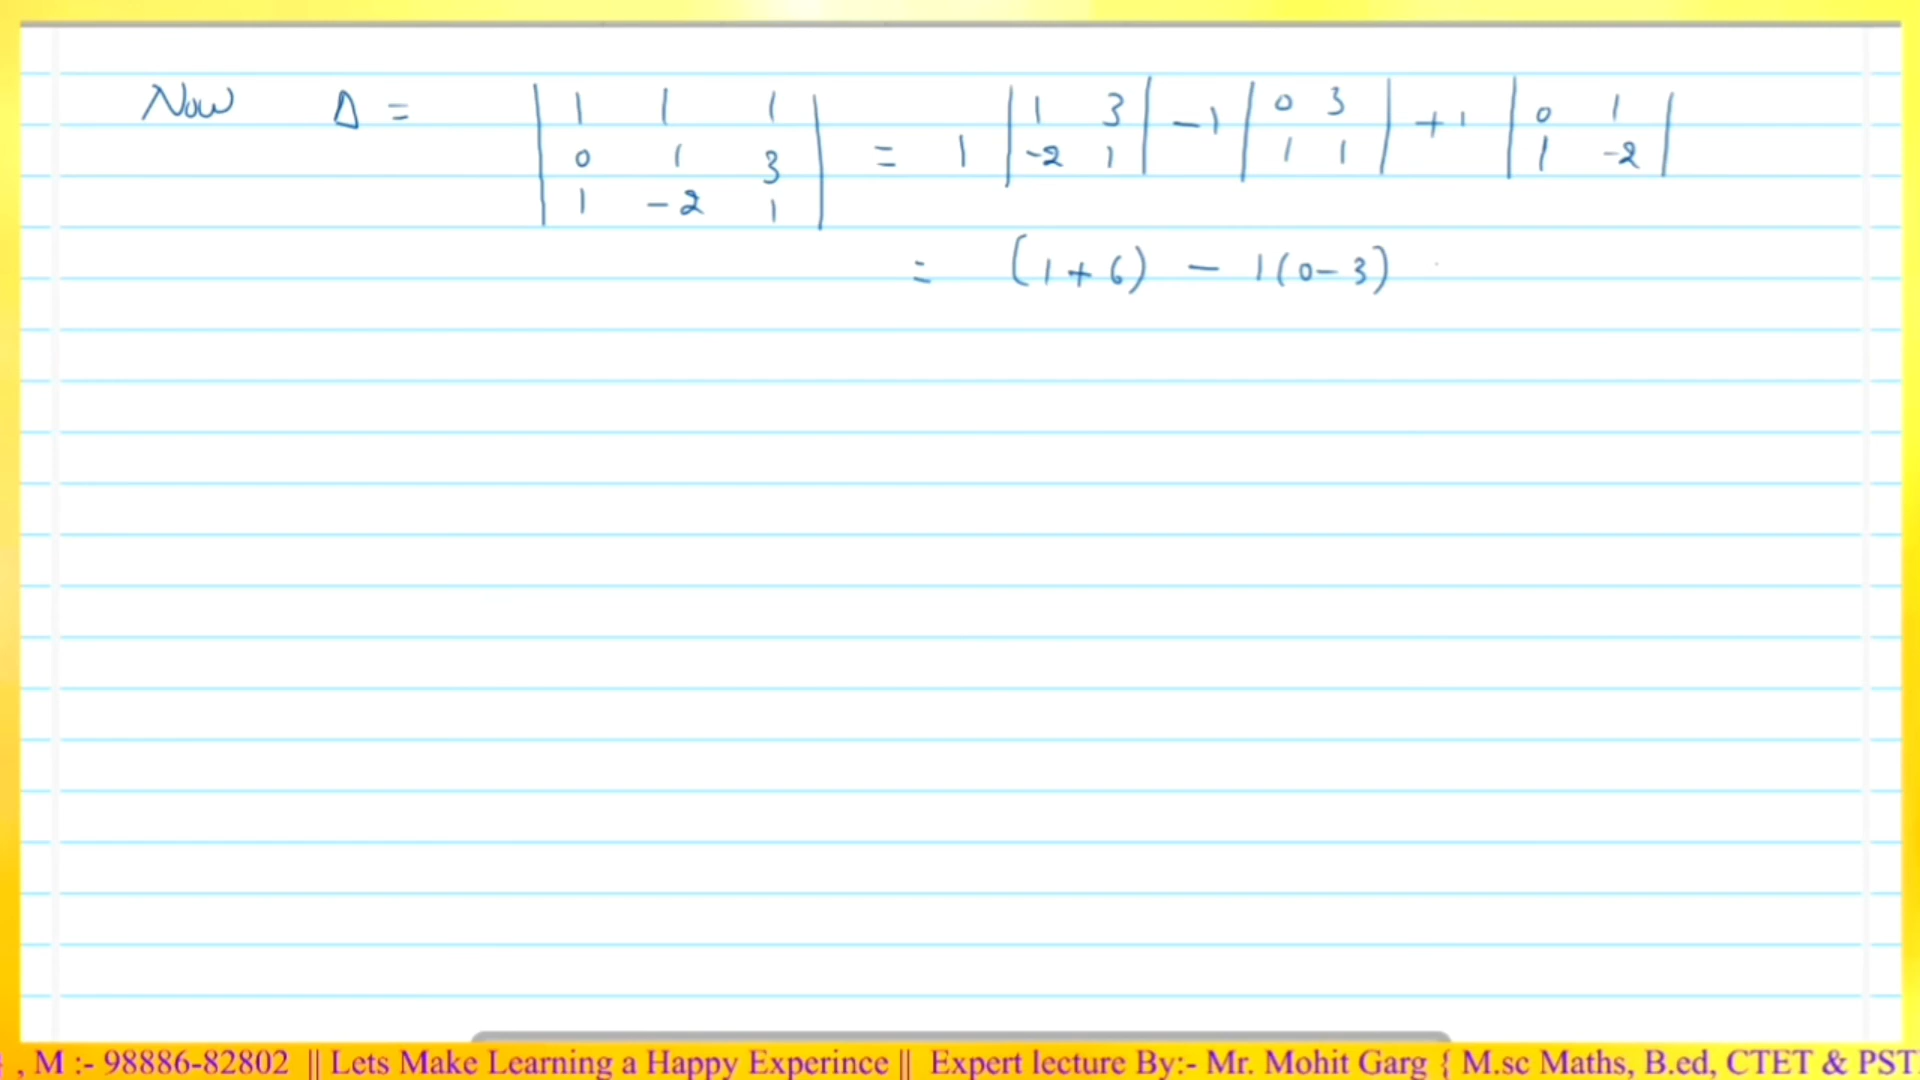 Now Δ = | 1 1 1 | = 1 | 1 3 | - 1 | 0 3 | + 1 | 0 1 |
| 0 1 3 | | -2 1 | | 1 1 | | 1 -2 |
| 1 -2 1 |
= (1+6) - 1(0-3)
, M :- 98886-82802 || Lets Make Learning a Happy Experince || Expert lecture By:- Mr. Mohit Garg { M.sc Maths, B.ed, CTET & PST